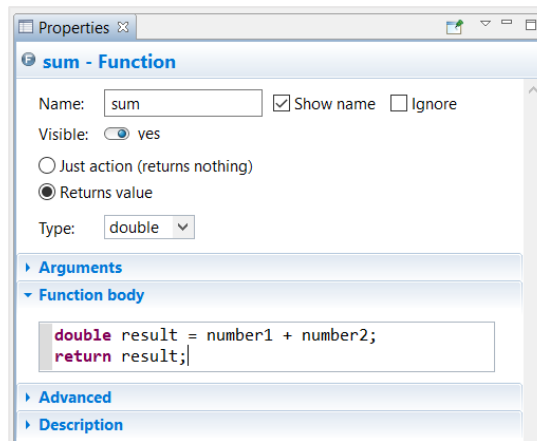 Properties
sum - Function
Name: sum Show name Ignore
Visible: yes
Just action (returns nothing)
Returns value
Type: double
Arguments
Function body
double result = number1 + number2;
return result;
Advanced
Description